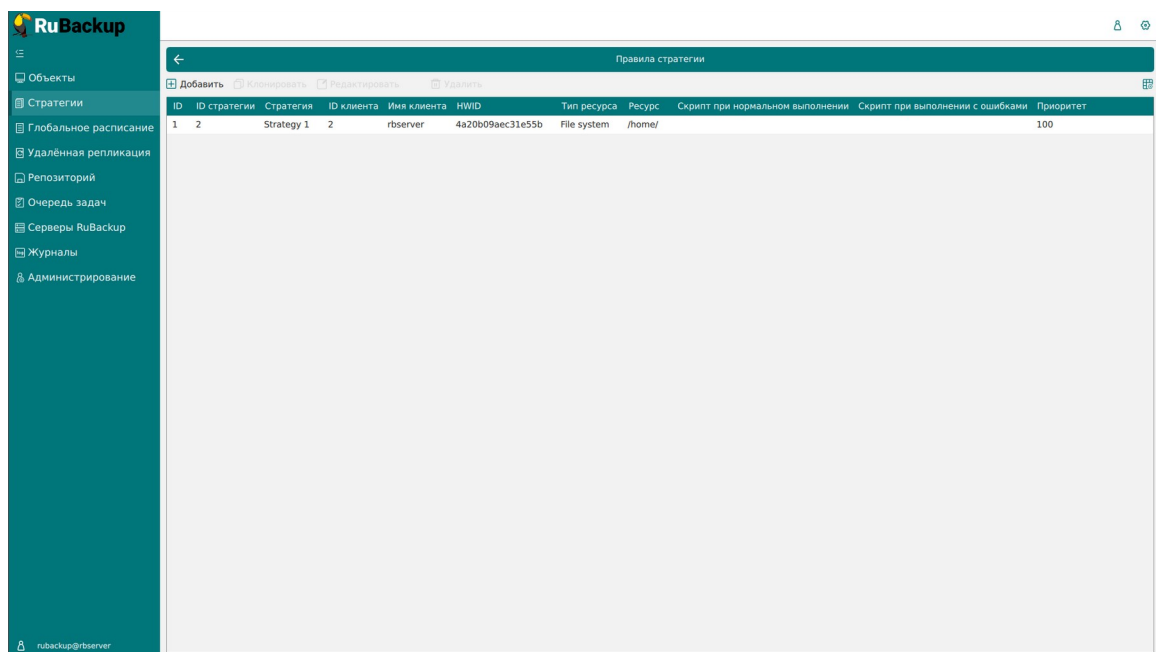 RuBackup
Объекты
Стратегии
Глобальное расписание
Удалённая репликация
Репозиторий
Очередь задач
Серверы RuBackup
Журналы
Администрирование
rubackup@rbserver
Правила стратегии
Добавить Клонировать Редактировать Удалить
ID ID стратегии Стратегия ID клиента Имя клиента HWID Тип ресурса Ресурс Скрипт при нормальном выполнении Скрипт при выполнении с ошибками Приоритет
1 2 Strategy 1 2 rbserver 4a20b09aec31e55b File system /home/ 100